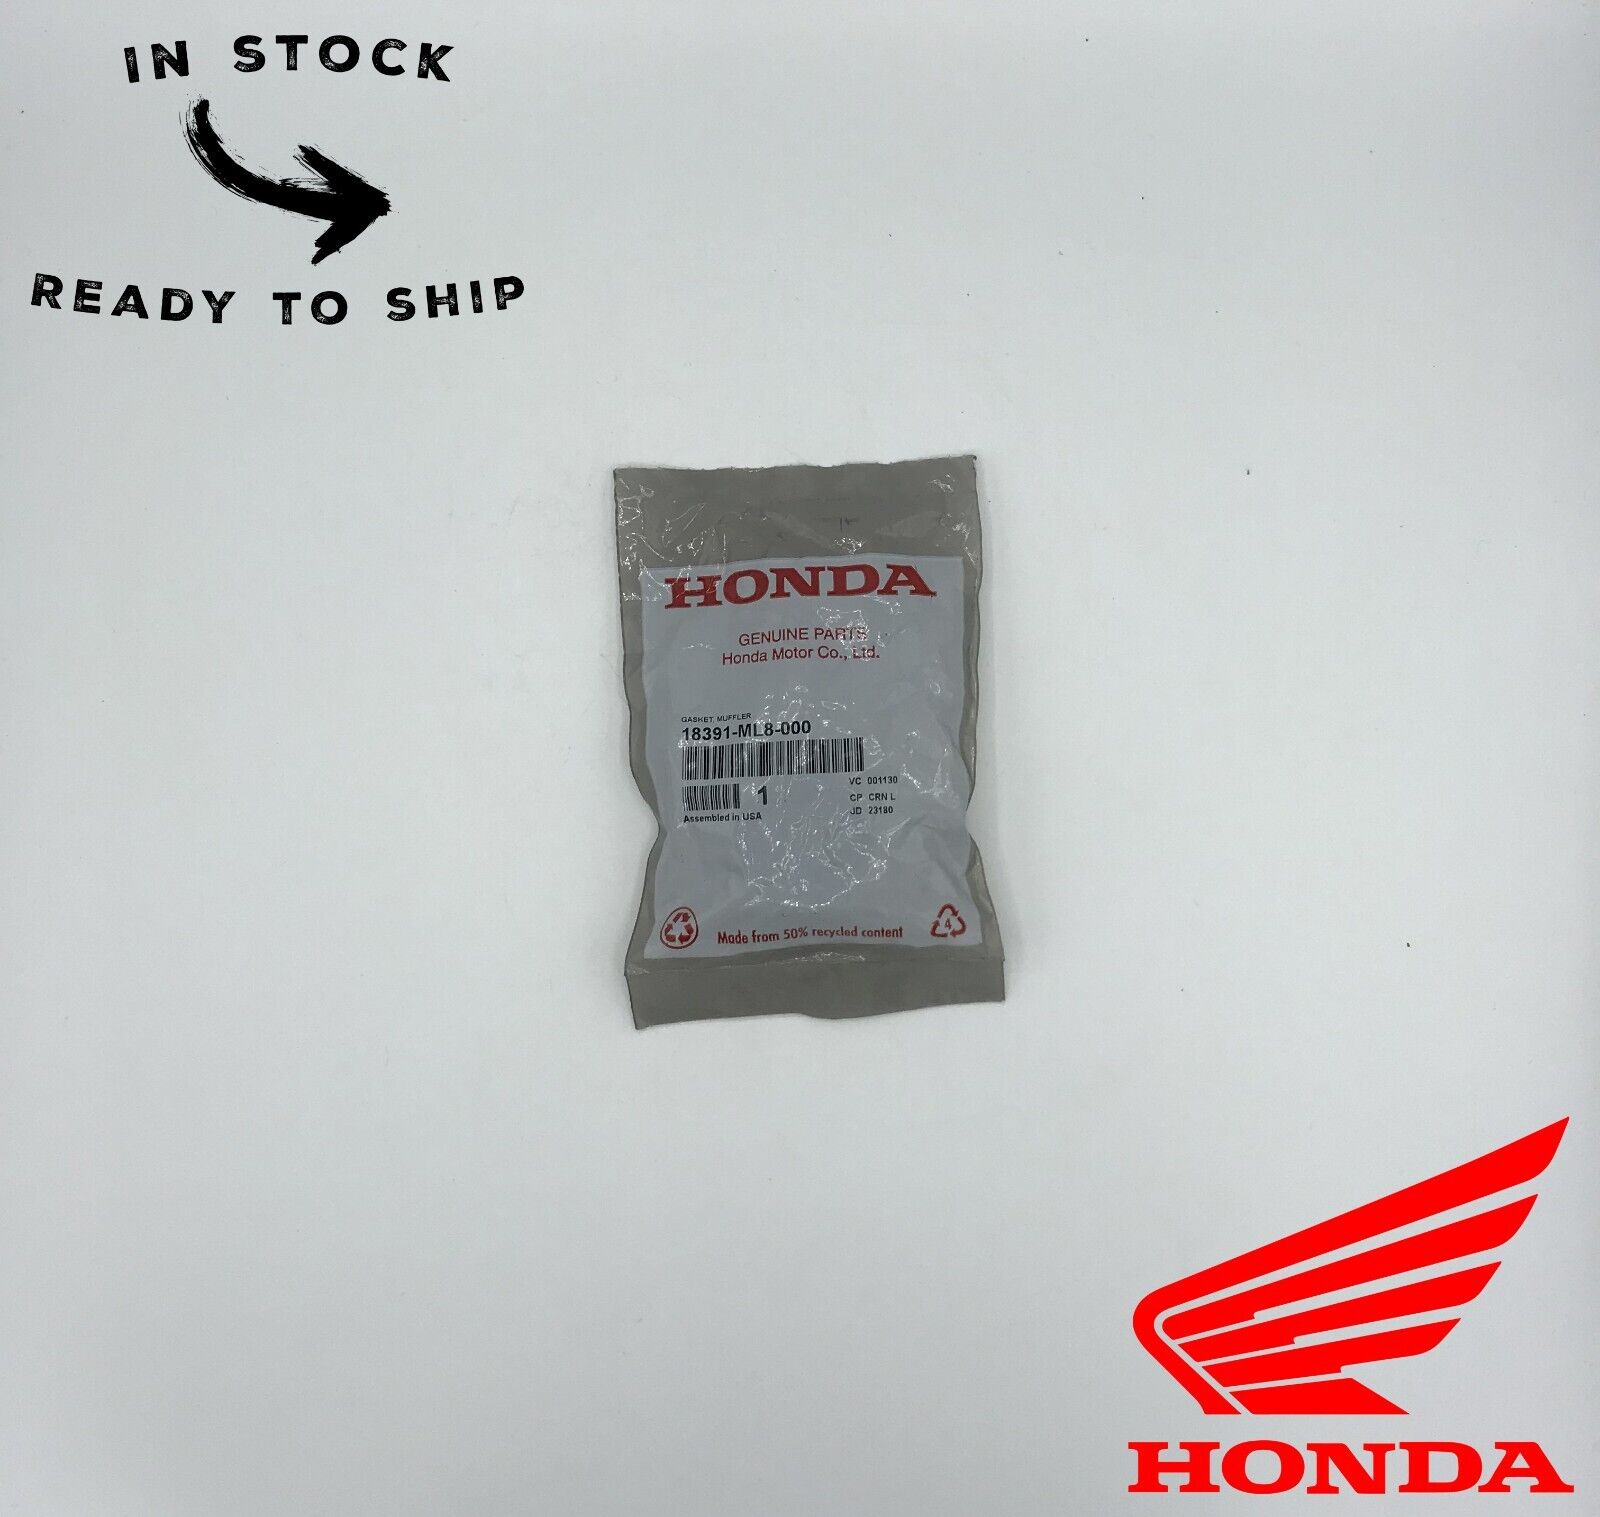 IN STOCK
READY TO SHIP
HONDA
GENUINE PARTS
Honda Motor Co., Ltd.
GASKET, MUFFLER
18391-ML8-000
VC 001130
1
CP CRN L
Assembled in USA
JD 23180
4
Made from 50% recycled content
HONDA